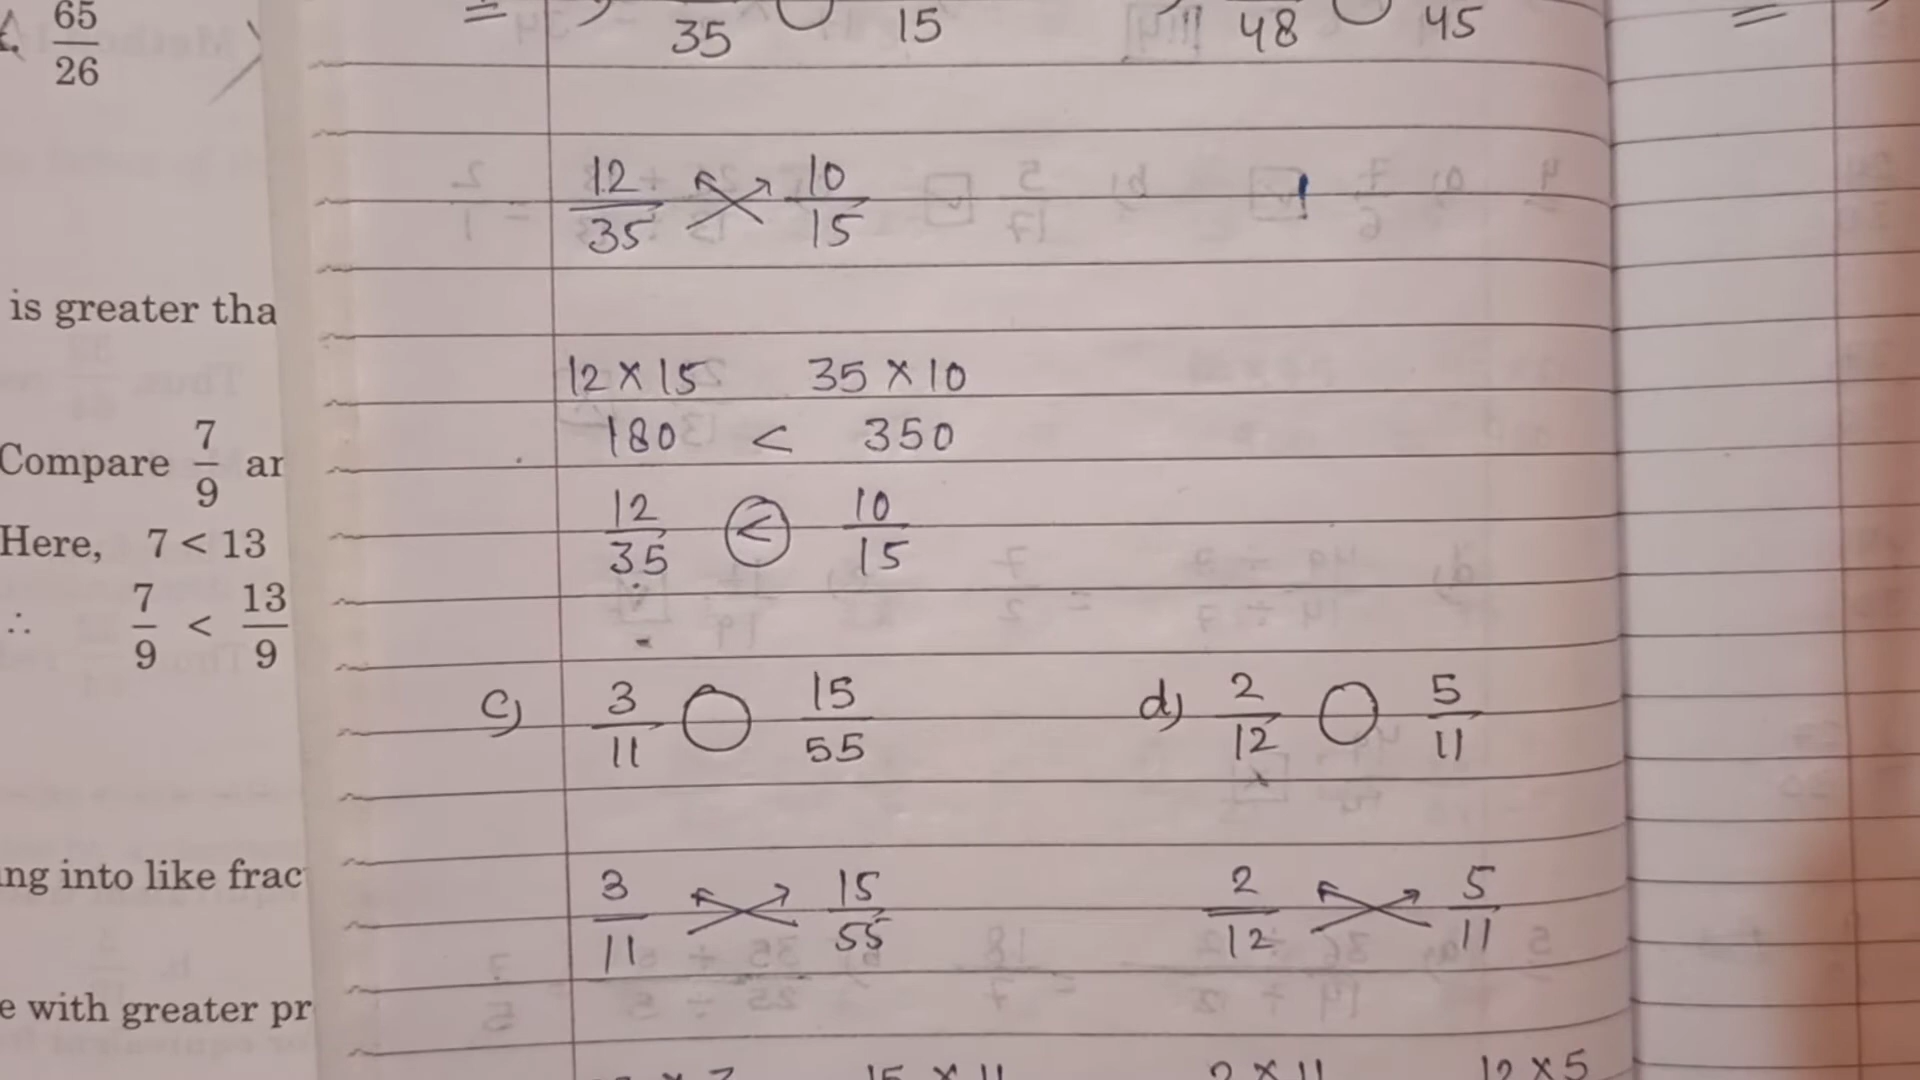 65
26
=
35 ○ 15
48 ○ 45
=
12/35 10/15
is greater tha
12 × 15 35 × 10
180 < 350
Compare 7/9 ar
12/35 < 10/15
Here, 7 < 13
∴ 7/9 < 13/9
c) 3/11 ○ 15/55 d) 2/12 ○ 5/11
ing into like frac
3/11 15/55 2/12 5/11
e with greater pr
15 × 11 2 × 11 12 × 5